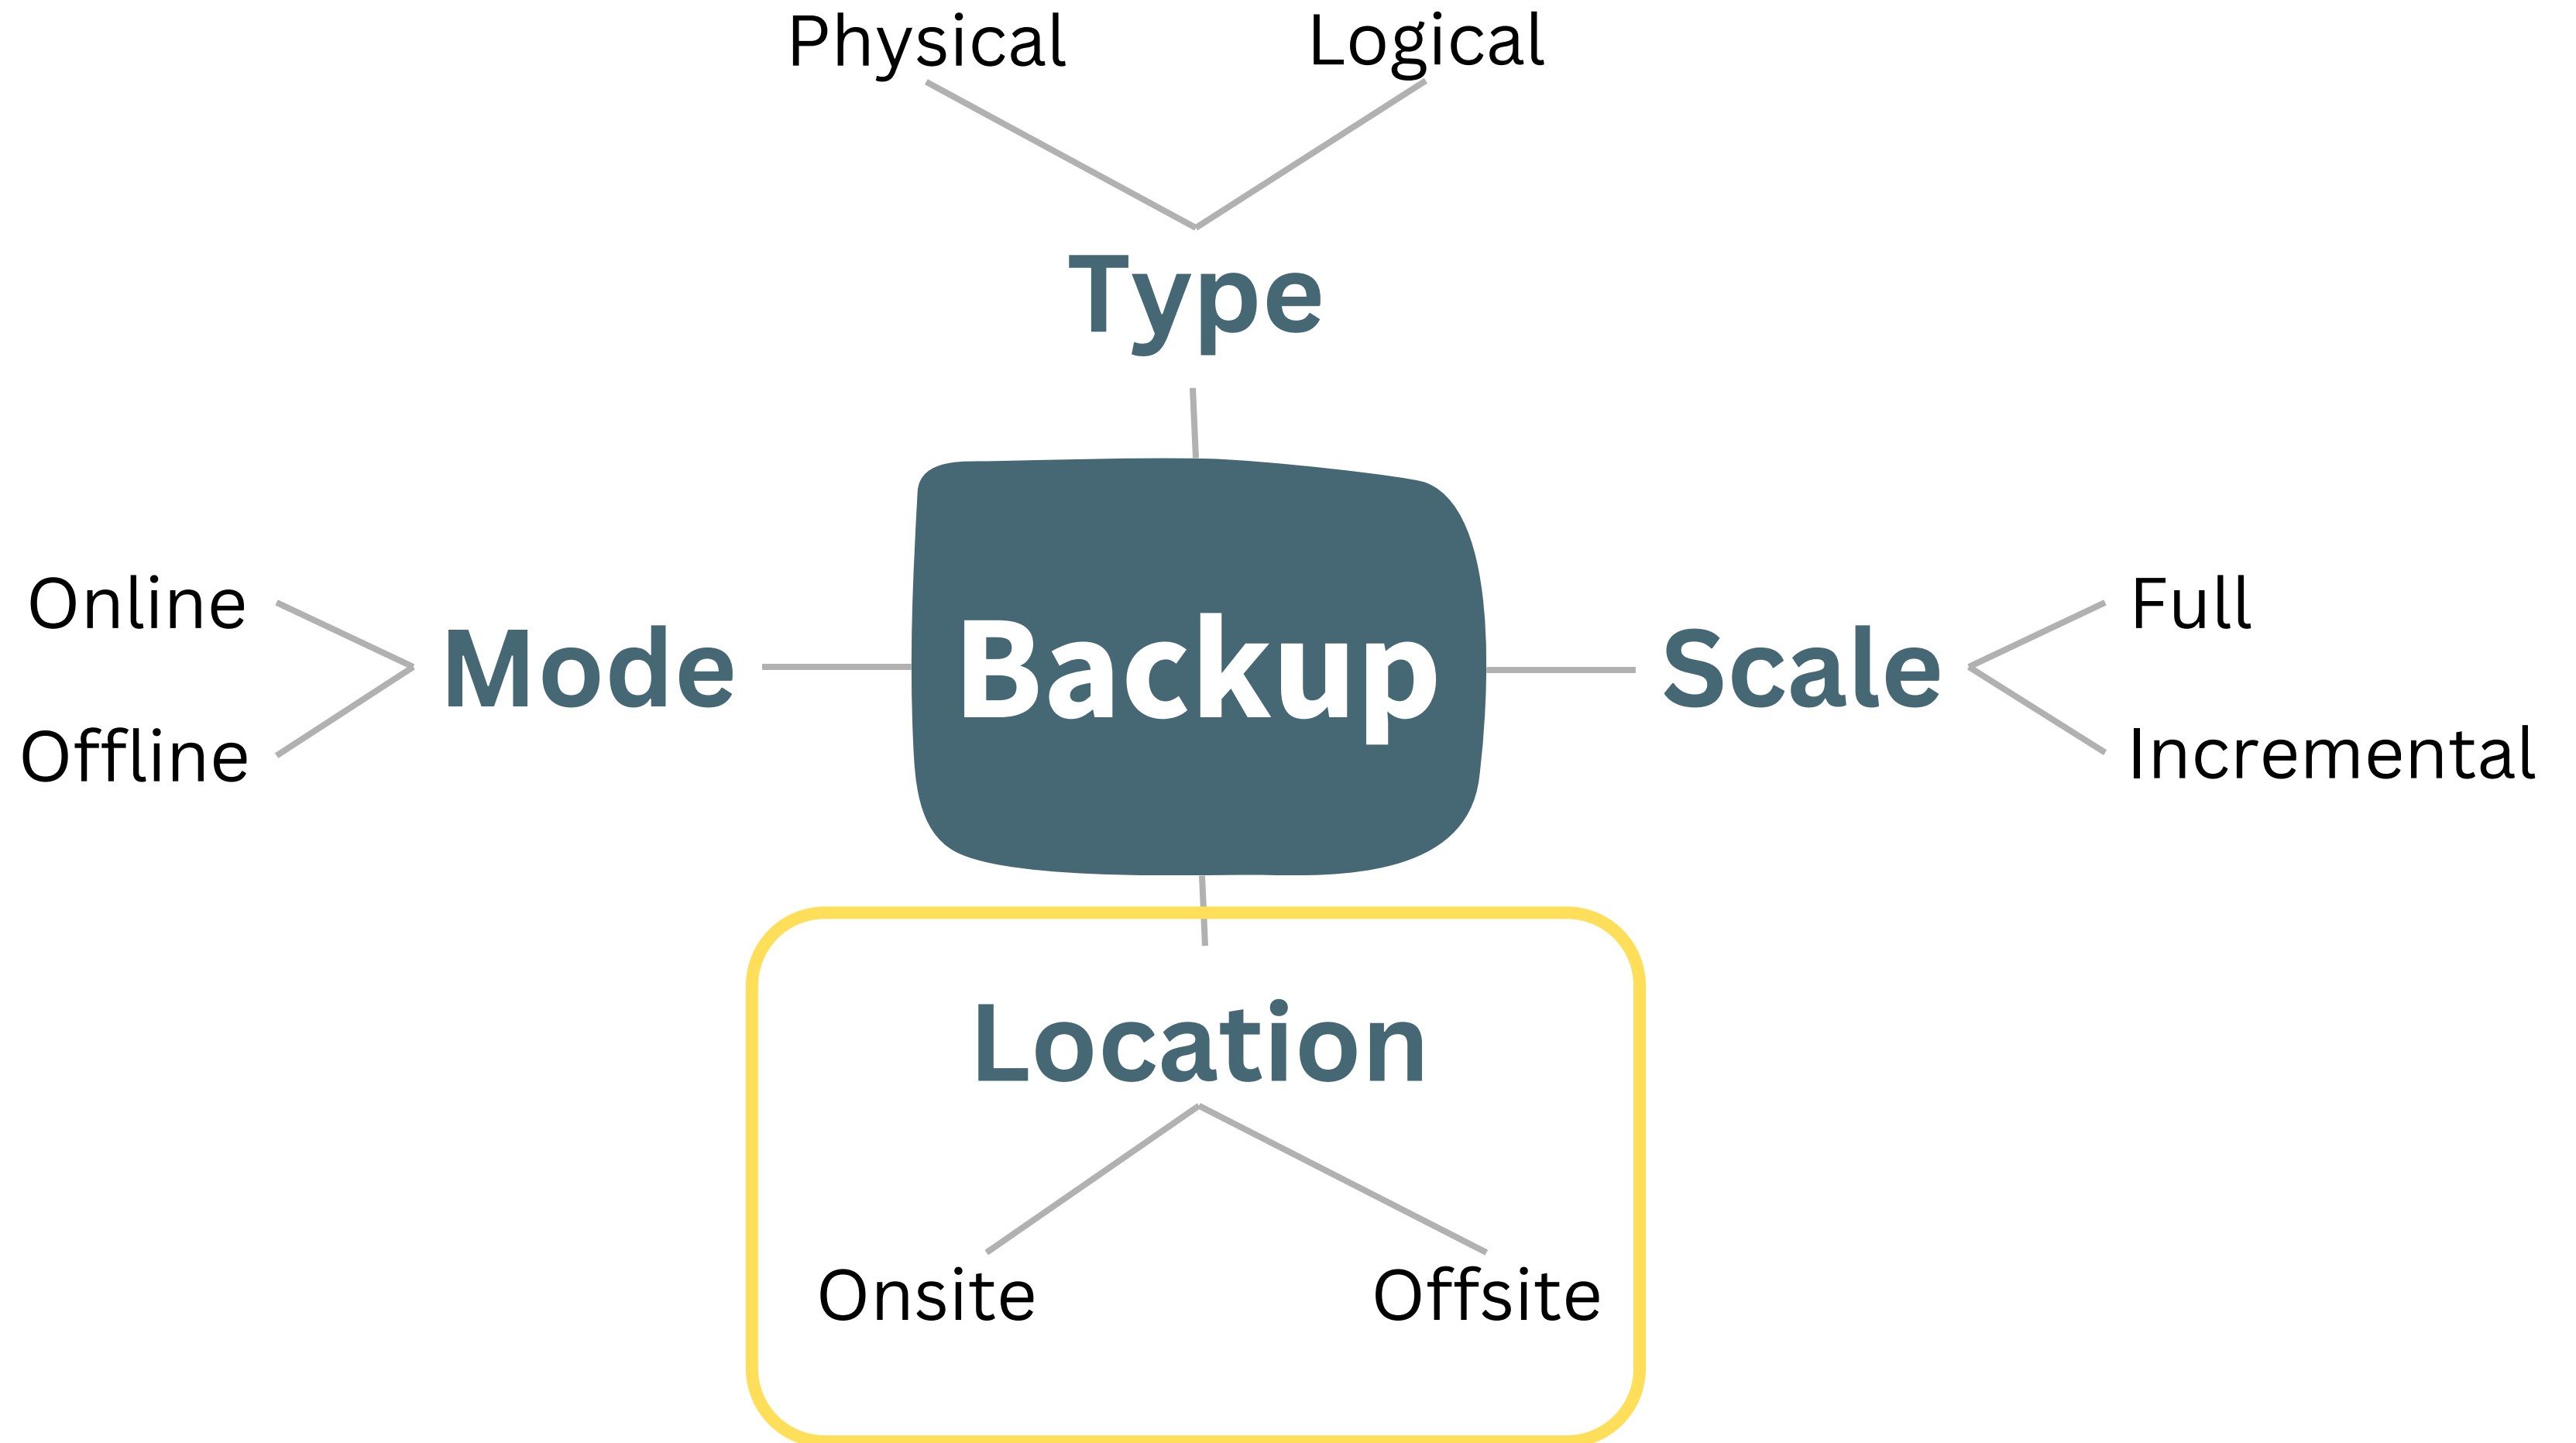 Physical
Logical
Type
Online
Offline
Mode
Backup
Scale
Full
Incremental
Location
Onsite
Offsite